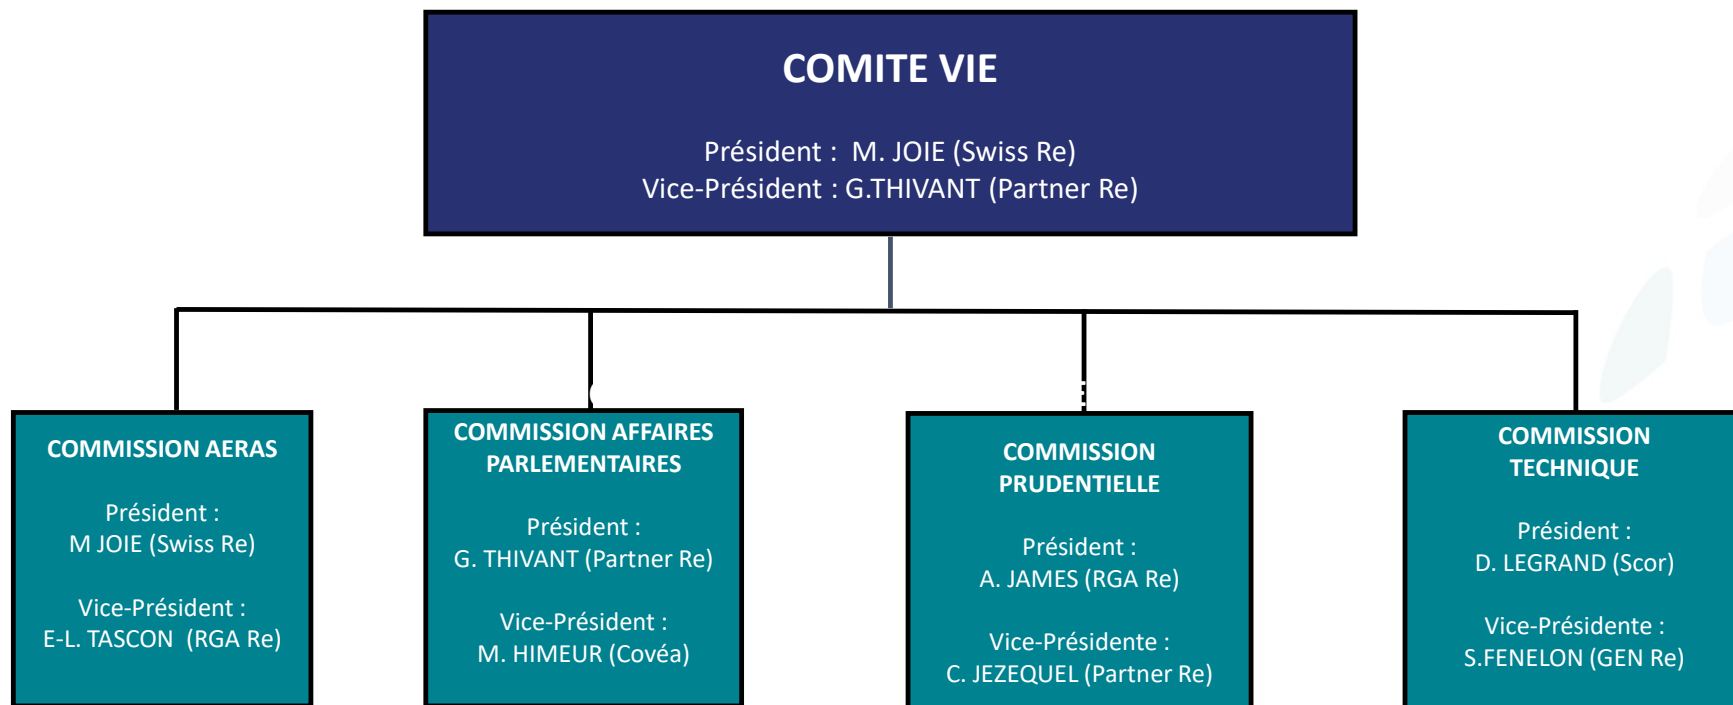 COMITE VIE
Président : M. JOIE (Swiss Re)
Vice-Président : G.THIVANT (Partner Re)
COMMISSION AERAS
Président :
M JOIE (Swiss Re)
Vice-Président :
E-L. TASCON (RGA Re)
COMMISSION AFFAIRES
PARLEMENTAIRES
Président :
G. THIVANT (Partner Re)
Vice-Président :
M. HIMEUR (Covéa)
COMMISSION
PRUDENTIELLE
Président :
A. JAMES (RGA Re)
Vice-Présidente :
C. JEZEQUEL (Partner Re)
COMMISSION
TECHNIQUE
Président :
D. LEGRAND (Scor)
Vice-Présidente :
S.FENELON (GEN Re)